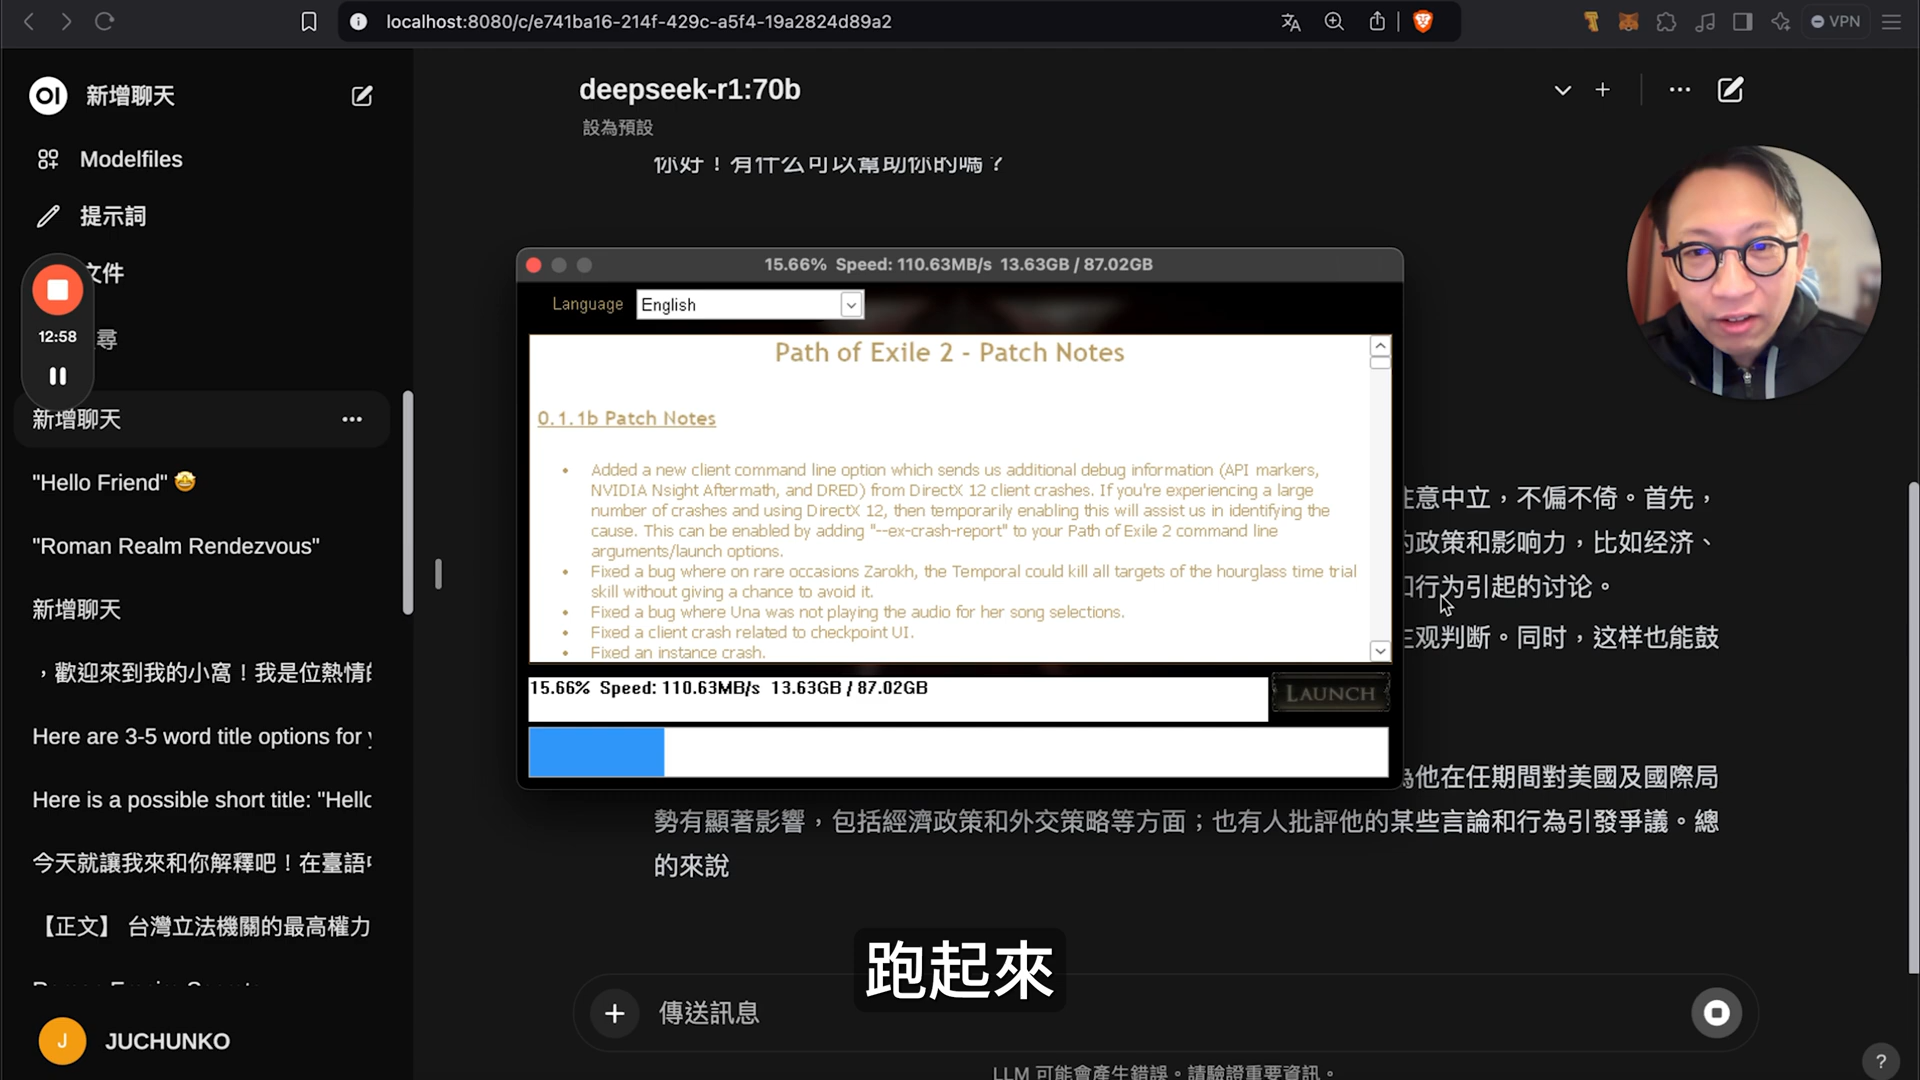 localhost:8080/c/e741ba16-214f-429c-a5f4-19a2824d89a2
VPN
新增聊天
Modelfiles
提示詞
文件
12:58
尋
新增聊天
"Hello Friend" 🤩
"Roman Realm Rendezvous"
新增聊天
，歡迎來到我的小窩！我是位熱情
Here are 3-5 word title options for
Here is a possible short title: "Hello
今天就讓我來和你解釋吧！在臺語
【正文】 台灣立法機關的最高權力
J
JUCHUNKO
deepseek-r1:70b
設為預設
你好！有什么可以幫助你的嗎？
15.66% Speed: 110.63MB/s 13.63GB / 87.02GB
Language
English
Path of Exile 2 - Patch Notes
0.1.1b Patch Notes
• Added a new client command line option which sends us additional debug information (API markers,
NVIDIA Nsight Aftermath, and DRED) from DirectX 12 client crashes. If you're experiencing a large
number of crashes and using DirectX 12, then temporarily enabling this will assist us in identifying the
cause. This can be enabled by adding "--ex-crash-report" to your Path of Exile 2 command line
arguments/launch options.
• Fixed a bug where on rare occasions Zarokh, the Temporal could kill all targets of the hourglass time trial
skill without giving a chance to avoid it.
• Fixed a bug where Una was not playing the audio for her song selections.
• Fixed a client crash related to checkpoint UI.
• Fixed an instance crash.
15.66% Speed: 110.63MB/s 13.63GB / 87.02GB
LAUNCH
意中立，不偏不倚。首先，
政策和影响力，比如经济、
行为引起的讨论。
观判断。同时，这样也能鼓
他在任期間對美國及國際局
勢有顯著影響，包括經濟政策和外交策略等方面；也有人批評他的某些言論和行為引發爭議。總
的來說
跑起來
傳送訊息
LLM 可能會產生錯誤。請驗證重要資訊。
?